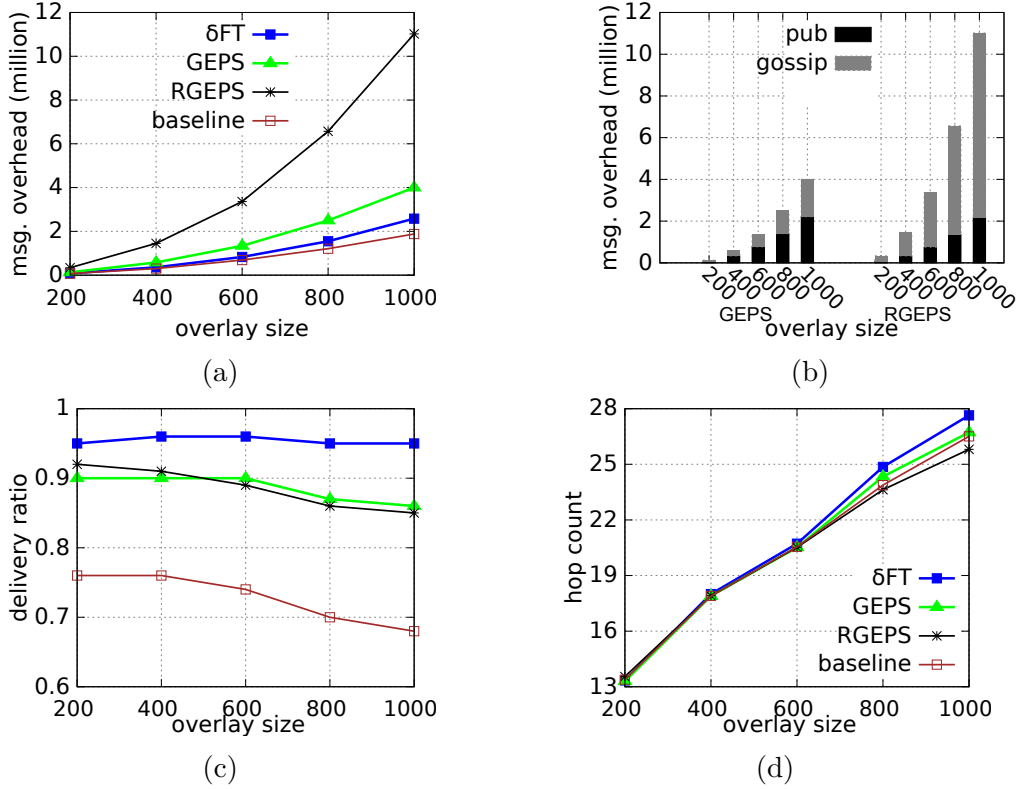 12
10
8
6
4
2
0
msg. overhead (million)
δFT
GEPS
RGEPS
baseline
200 400 600 800 1000
overlay size
(a)
12
10
8
6
4
2
0
msg. overhead (million)
pub
gossip
200 400 600 800 1000 200 400 600 800 1000
GEPS RGEPS
overlay size
(b)
1
0.9
0.8
0.7
0.6
delivery ratio
200 400 600 800 1000
overlay size
(c)
28
25
22
19
16
13
hop count
δFT
GEPS
RGEPS
baseline
200 400 600 800 1000
overlay size
(d)